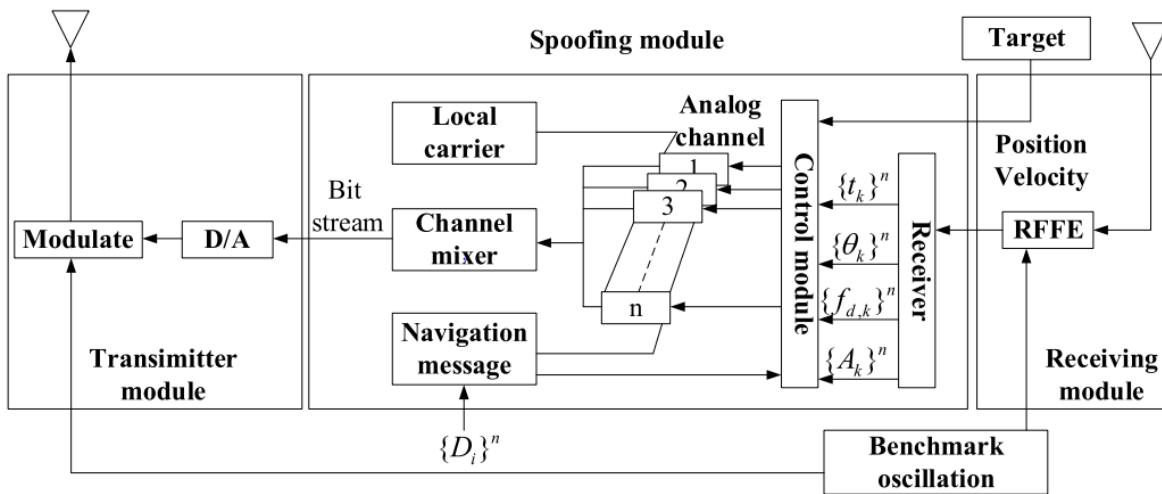 Spoofing module
Target
Local
carrier
Analog
channel
1
2
3
n
Position
Velocity
Bit
stream
Modulate
D/A
Channel
mixer
Control module
{t_k}^n
{θ_k}^n
{f_{d,k}}^n
{A_k}^n
Receiver
RFFE
Transimitter
module
Navigation
message
Receiving
module
{D_i}^n
Benchmark
oscillation